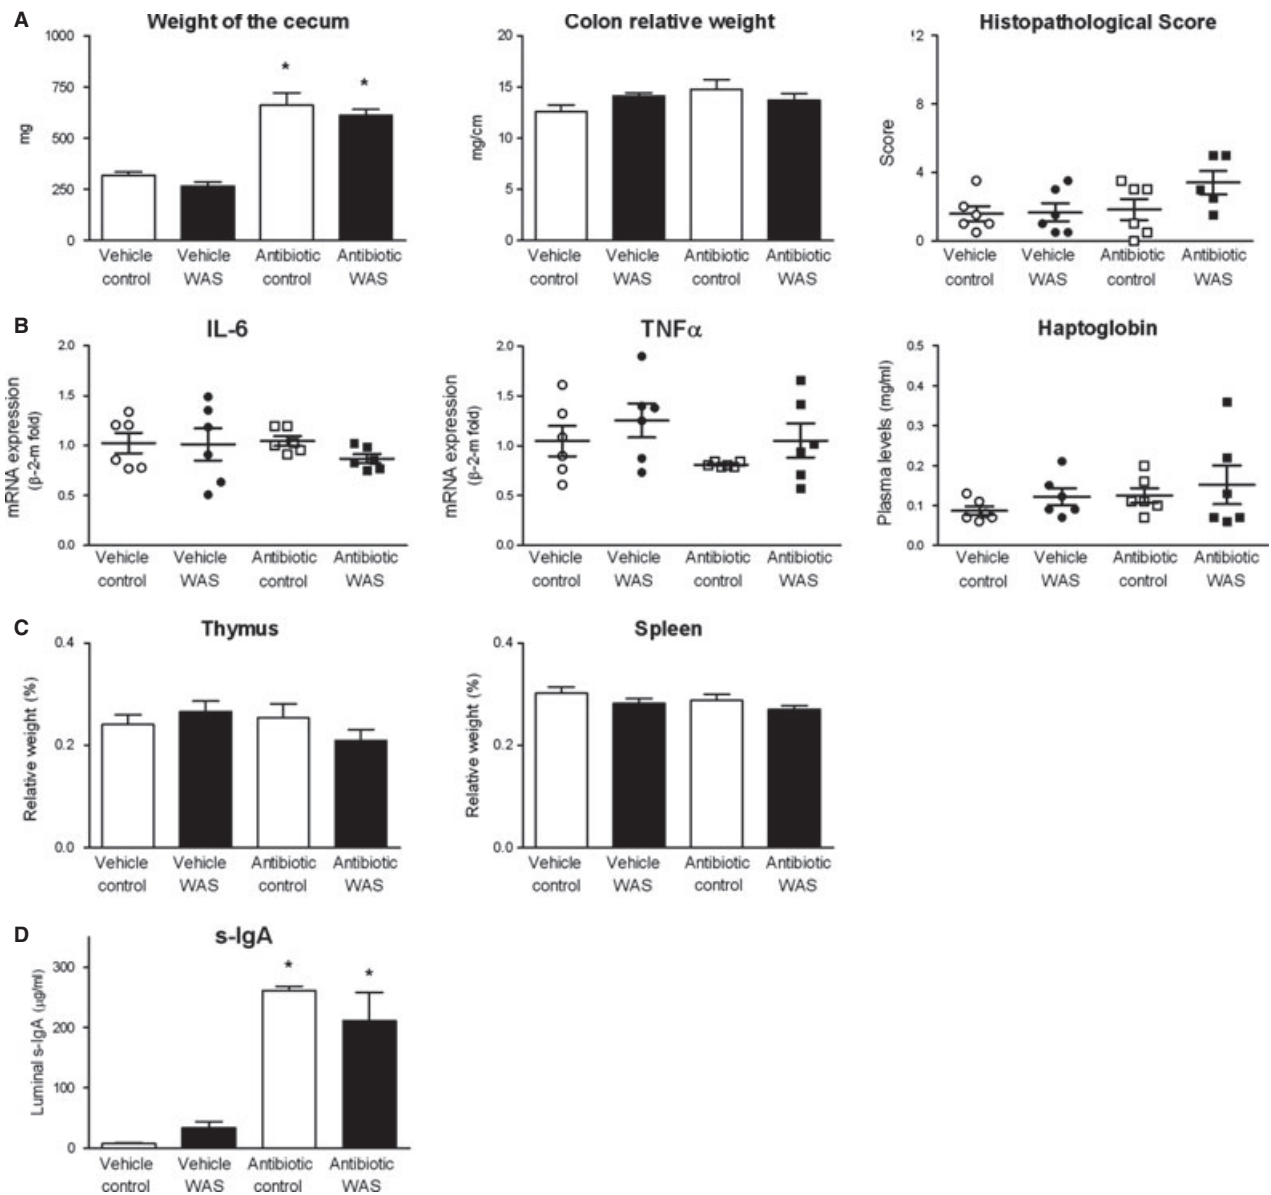 A
Weight of the cecum
1000
750
500
250
0
mg
*
*
Vehicle control
Vehicle WAS
Antibiotic control
Antibiotic WAS
Colon relative weight
20
15
10
5
0
mg/cm
Vehicle control
Vehicle WAS
Antibiotic control
Antibiotic WAS
Histopathological Score
12
8
4
0
Score
Vehicle control
Vehicle WAS
Antibiotic control
Antibiotic WAS
B
IL-6
2.0
1.5
1.0
0.5
0.0
mRNA expression
(β-2-m fold)
Vehicle control
Vehicle WAS
Antibiotic control
Antibiotic WAS
TNFα
2.0
1.5
1.0
0.5
0.0
mRNA expression
(β-2-m fold)
Vehicle control
Vehicle WAS
Antibiotic control
Antibiotic WAS
Haptoglobin
0.5
0.4
0.3
0.2
0.1
0.0
Plasma levels (mg/ml)
Vehicle control
Vehicle WAS
Antibiotic control
Antibiotic WAS
C
Thymus
0.4
0.2
0.0
Relative weight (%)
Vehicle control
Vehicle WAS
Antibiotic control
Antibiotic WAS
Spleen
0.4
0.2
0.0
Relative weight (%)
Vehicle control
Vehicle WAS
Antibiotic control
Antibiotic WAS
D
s-IgA
300
200
100
0
Luminal s-IgA (μg/ml)
*
*
Vehicle control
Vehicle WAS
Antibiotic control
Antibiotic WAS